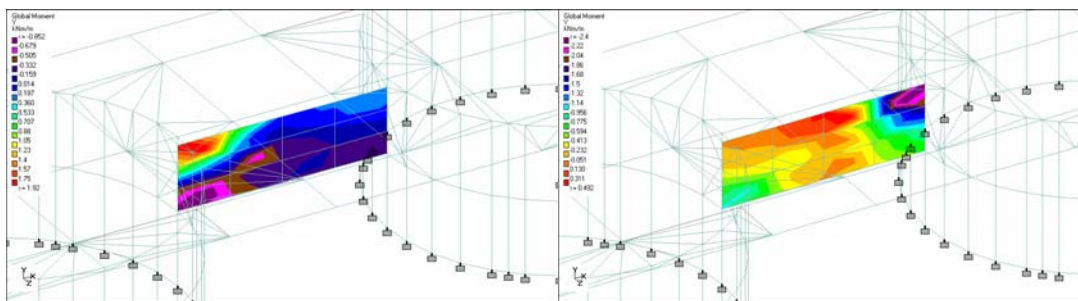 Global Moment
Y
kNm/m
<= -0.852
-0.679
-0.505
-0.332
-0.159
0.014
0.187
0.360
0.533
0.707
0.88
1.05
1.23
1.4
1.57
1.75
>= 1.92
Y
X
Z
Global Moment
Y
kNm/m
<= -2.4
-2.22
-2.04
-1.86
-1.68
-1.5
-1.32
-1.14
-0.956
-0.775
-0.594
-0.413
-0.232
-0.051
0.130
0.311
>= 0.492
Y
X
Z